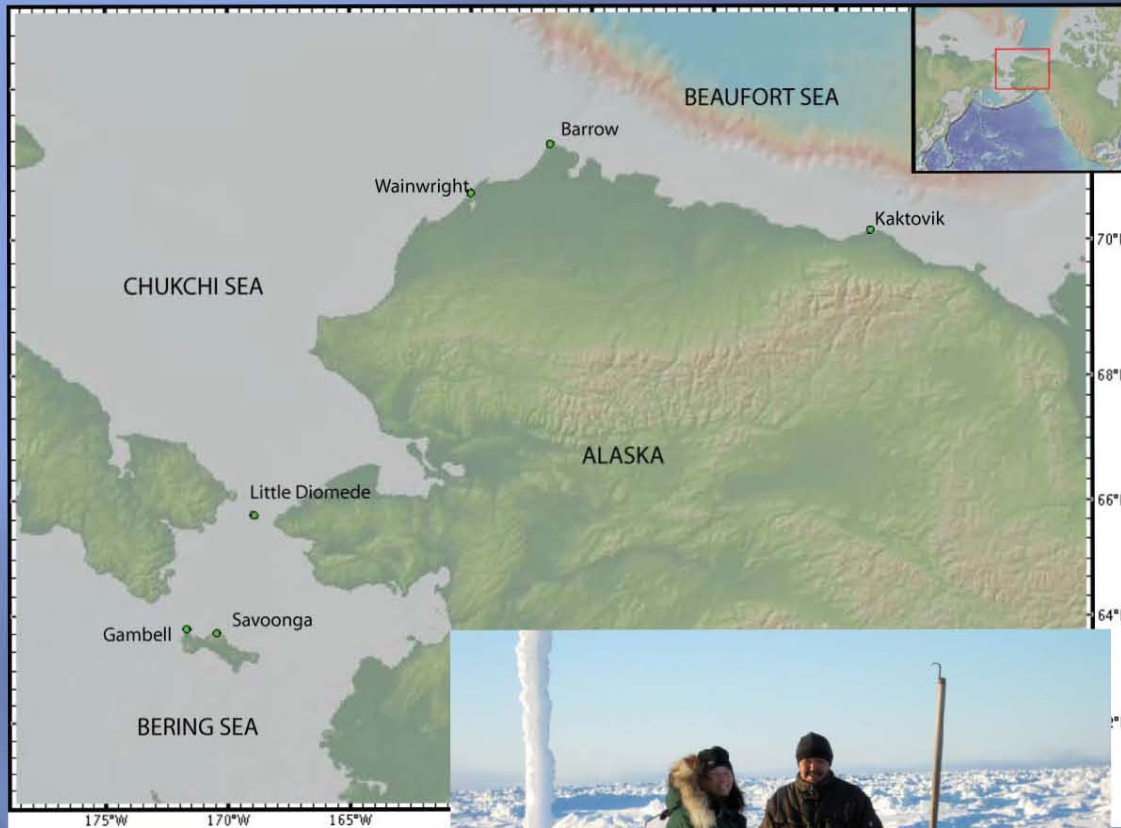 BEAUFORT SEA
Barrow
Wainwright
Kaktovik
70°
CHUKCHI SEA
68°
ALASKA
Little Diomede
66°
64°
Savoonga
Gambell
BERING SEA
175°W
170°W
165°W